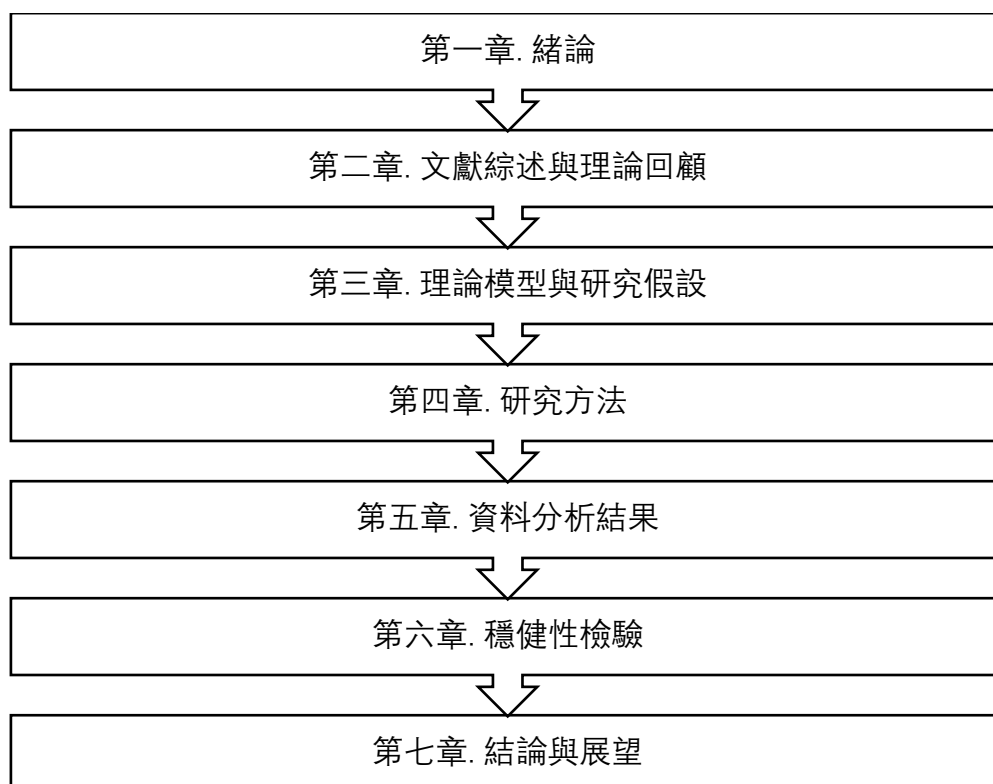 第一章. 緒論
第二章. 文獻綜述與理論回顧
第三章. 理論模型與研究假設
第四章. 研究方法
第五章. 資料分析結果
第六章. 穩健性檢驗
第七章. 結論與展望